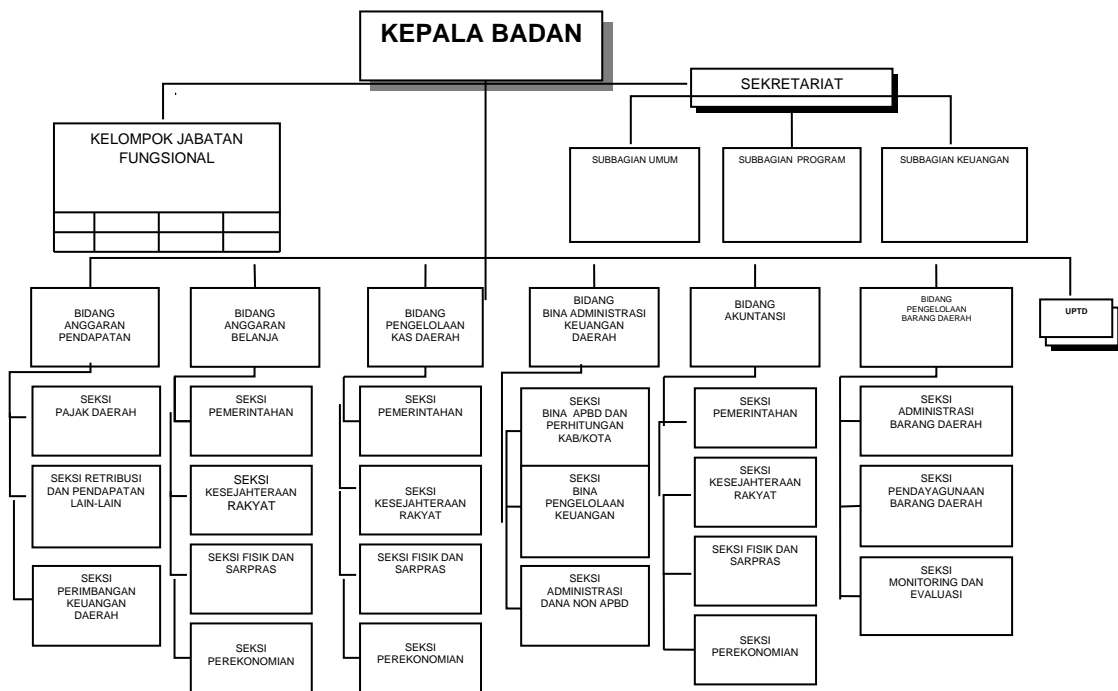 KEPALA BADAN
SEKRETARIAT
KELOMPOK JABATAN
FUNGSIONAL
SUBBAGIAN UMUM
SUBBAGIAN PROGRAM
SUBBAGIAN KEUANGAN
BIDANG
ANGGARAN
PENDAPATAN
BIDANG
ANGGARAN
BELANJA
BIDANG
PENGELOLAAN
KAS DAERAH
BIDANG
BINA ADMINISTRASI
KEUANGAN
DAERAH
BIDANG
AKUNTANSI
BIDANG
PENGELOLAAN
BARANG DAERAH
UPTD
SEKSI
PAJAK DAERAH
SEKSI RETRIBUSI
DAN PENDAPATAN
LAIN-LAIN
SEKSI
PERIMBANGAN
KEUANGAN
DAERAH
SEKSI
PEMERINTAHAN
SEKSI
KESEJAHTERAAN
RAKYAT
SEKSI FISIK DAN
SARPRAS
SEKSI
PEREKONOMIAN
SEKSI
PEMERINTAHAN
SEKSI
KESEJAHTERAAN
RAKYAT
SEKSI FISIK DAN
SARPRAS
SEKSI
PEREKONOMIAN
SEKSI
BINA APBD DAN
PERHITUNGAN
KAB/KOTA
SEKSI
BINA
PENGELOLAAN
KEUANGAN
SEKSI
ADMINISTRASI
DANA NON APBD
SEKSI
PEMERINTAHAN
SEKSI
KESEJAHTERAAN
RAKYAT
SEKSI FISIK DAN
SARPRAS
SEKSI
PEREKONOMIAN
SEKSI
ADMINISTRASI
BARANG DAERAH
SEKSI
PENDAYAGUNAAN
BARANG DAERAH
SEKSI
MONITORING DAN
EVALUASI